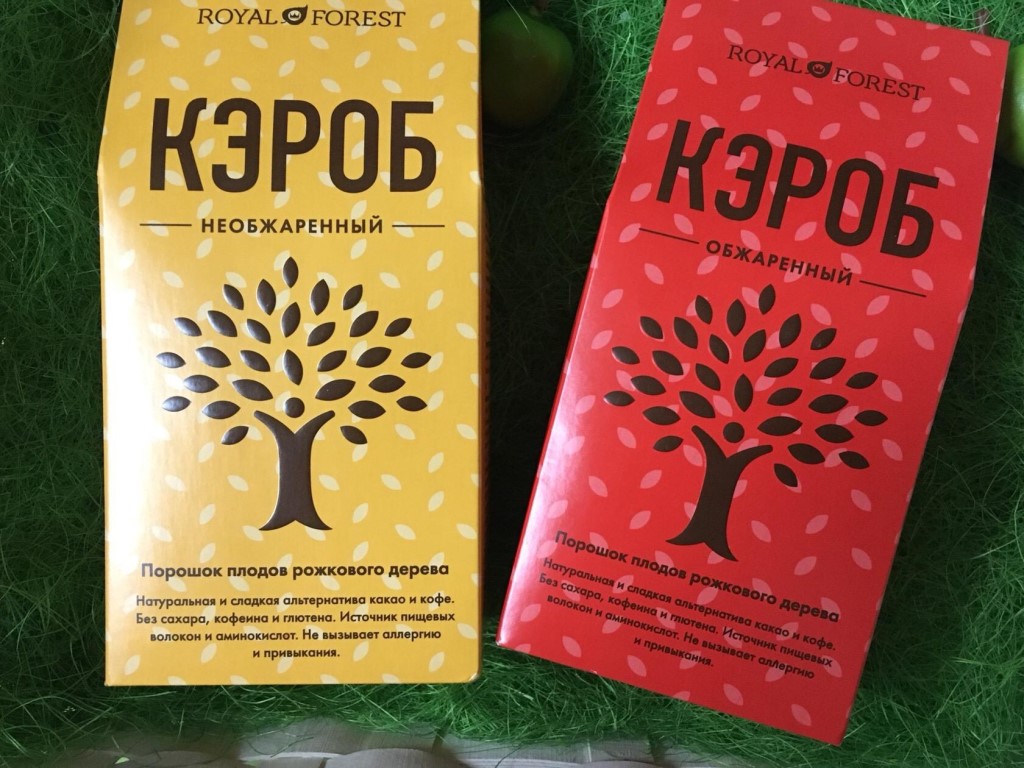 ROYAL FOREST
КЭРОБ
НЕОБЖАРЕННЫЙ
Порошок плодов рожкового дерева
Натуральная и сладкая альтернатива какао и кофе.
Без сахара, кофеина и глютена. Источник пищевых
волокон и аминокислот. Не вызывает аллергию
и привыкания.
ROYAL FOREST
КЭРОБ
ОБЖАРЕННЫЙ
Порошок плодов рожкового дерева
Натуральная и сладкая альтернатива какао и кофе.
Без сахара, кофеина и глютена. Источник пищевых
волокон и аминокислот. Не вызывает аллергию
и привыкания.